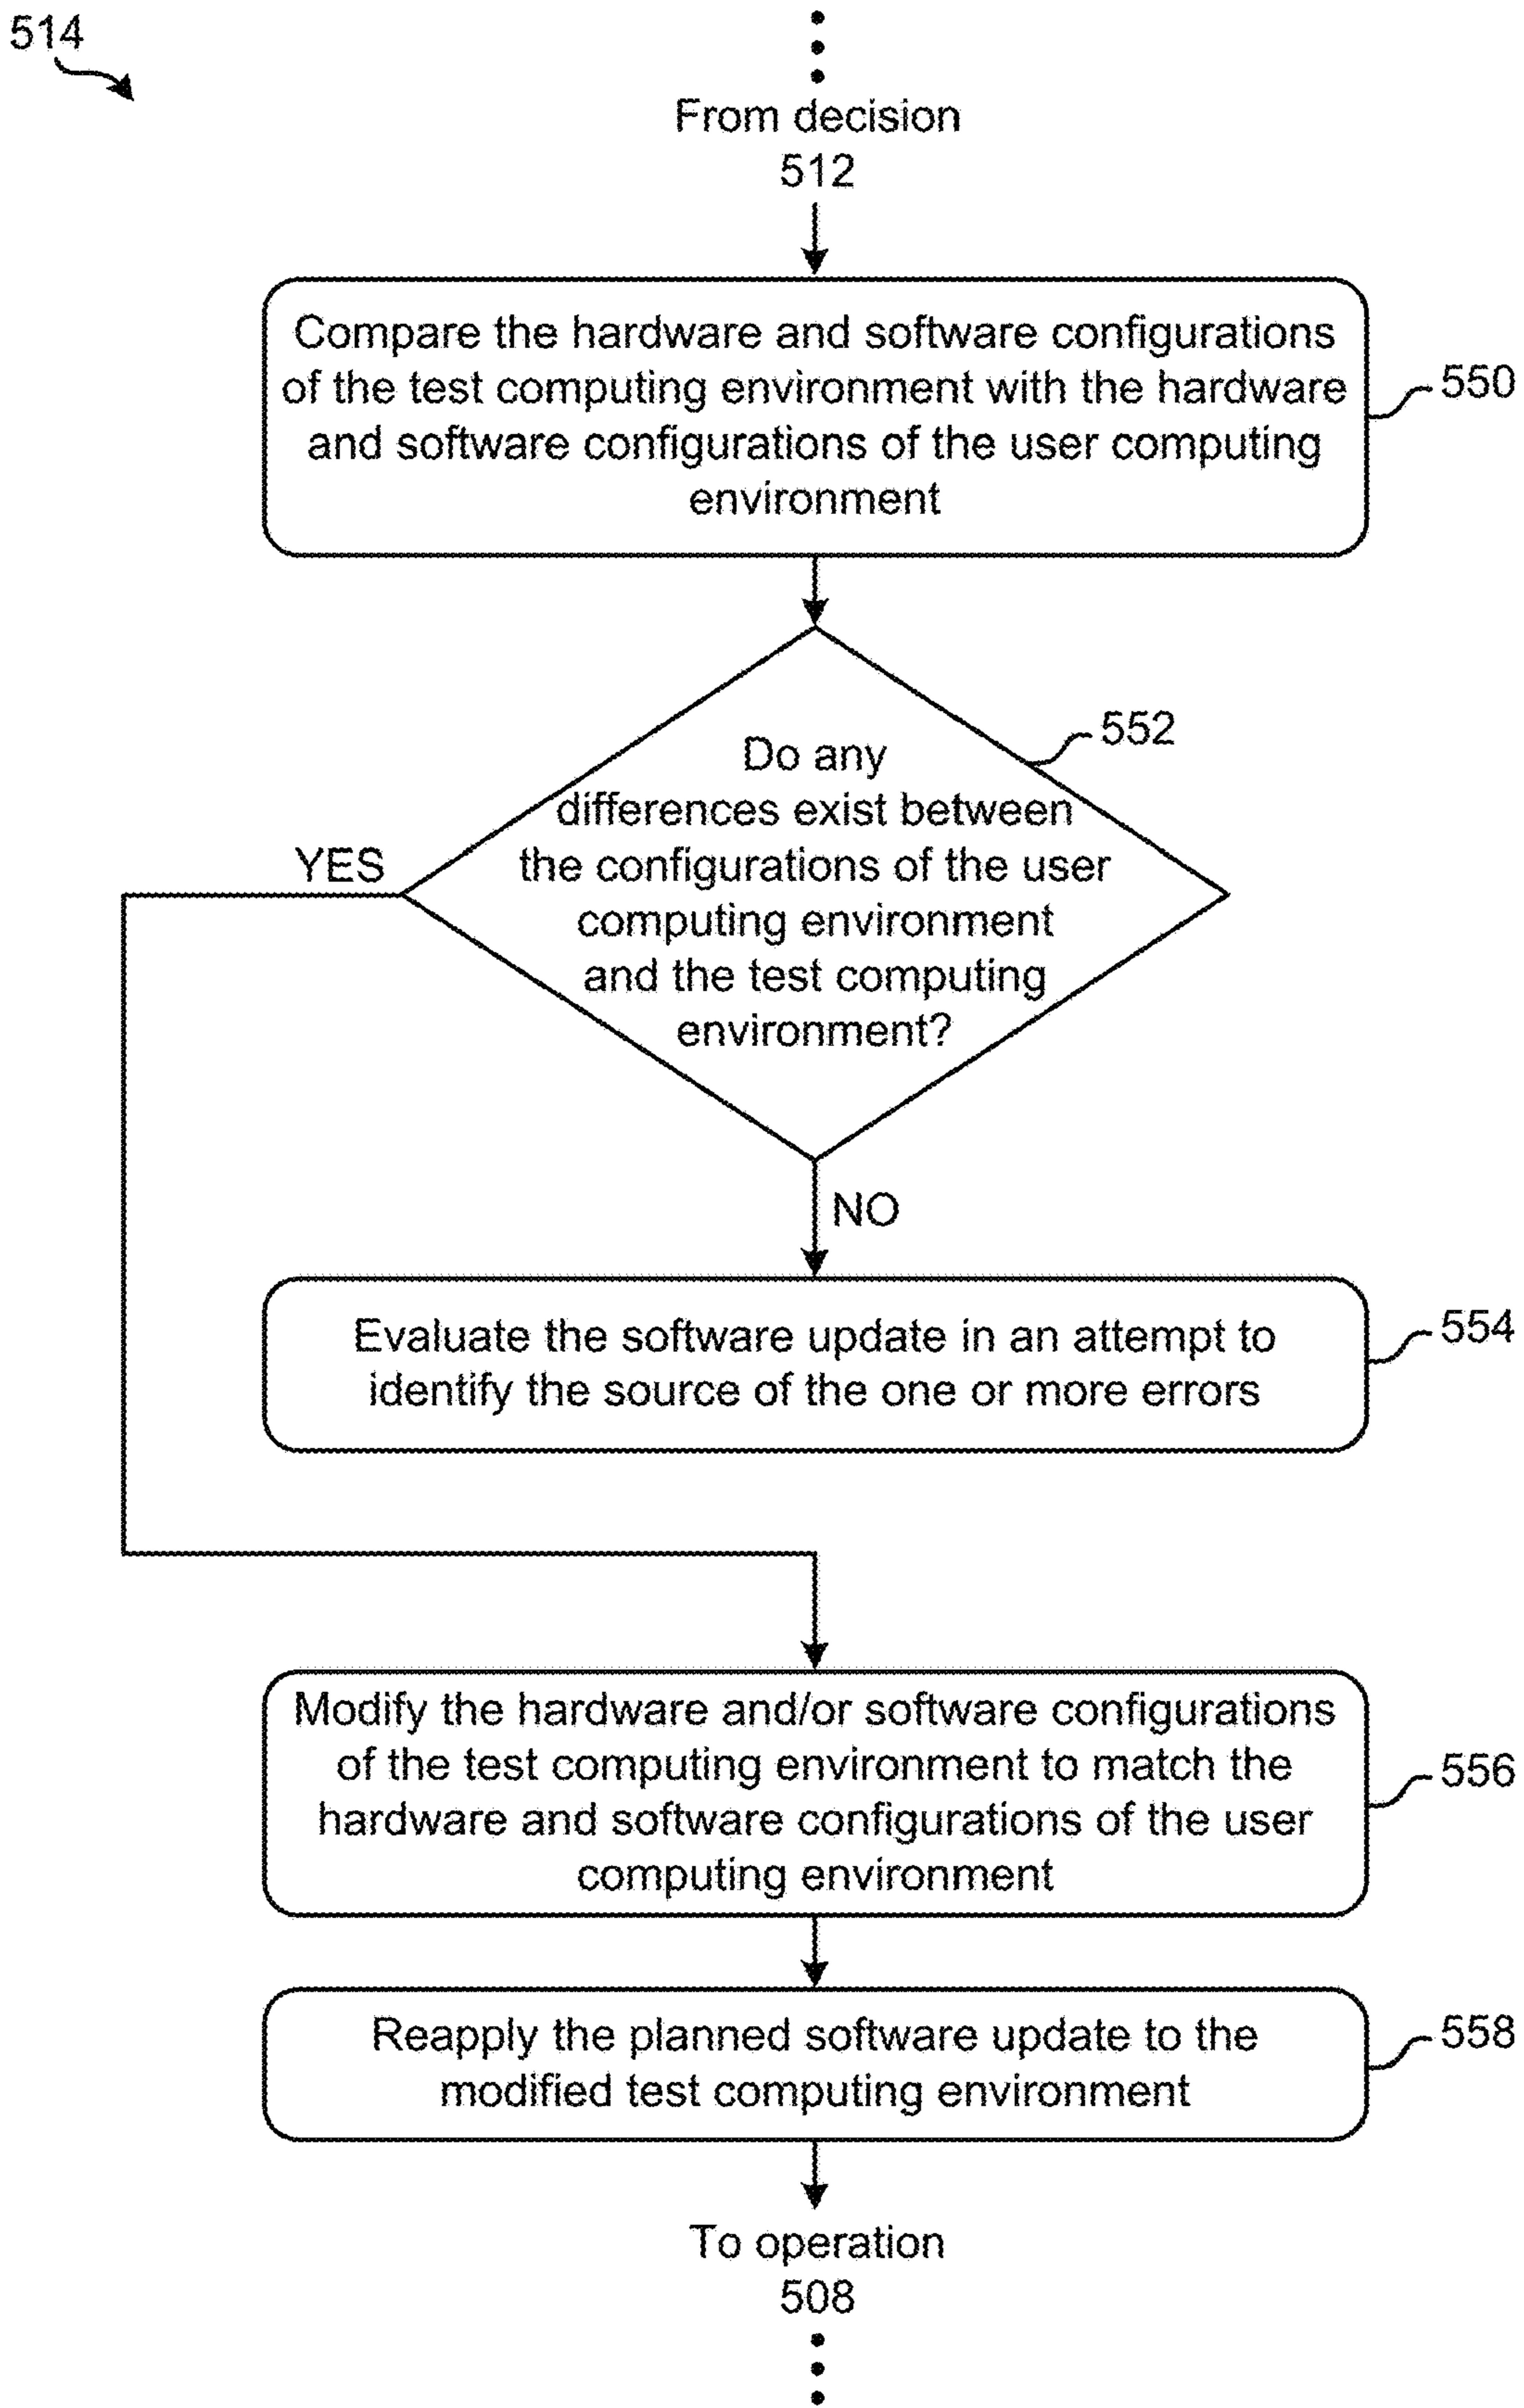 514
From decision
512
Compare the hardware and software configurations
of the test computing environment with the hardware
and software configurations of the user computing
environment
550
552
Do any
differences exist between
the configurations of the user
computing environment
and the test computing
environment?
YES
NO
Evaluate the software update in an attempt to
identify the source of the one or more errors
554
Modify the hardware and/or software configurations
of the test computing environment to match the
hardware and software configurations of the user
computing environment
556
Reapply the planned software update to the
modified test computing environment
558
To operation
508